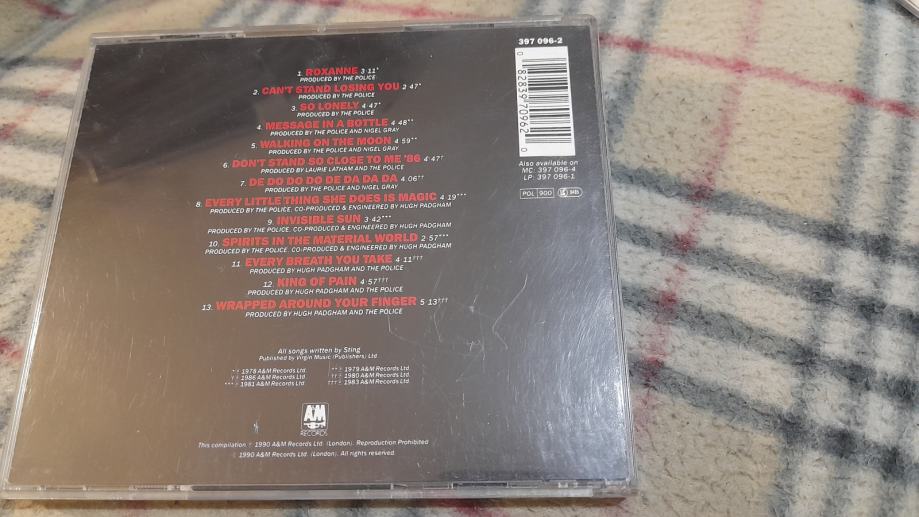 397 096-2
1. ROXANNE 3·11*
PRODUCED BY THE POLICE
2. CAN'T STAND LOSING YOU 2·47*
PRODUCED BY THE POLICE
3. SO LONELY 4·47*
PRODUCED BY THE POLICE
4. MESSAGE IN A BOTTLE 4·48**
PRODUCED BY THE POLICE AND NIGEL GRAY
5. WALKING ON THE MOON 4·59**
PRODUCED BY THE POLICE AND NIGEL GRAY
6. DON'T STAND SO CLOSE TO ME '86 4·47†
PRODUCED BY LAURIE LATHAM AND THE POLICE
7. DE DO DO DO DE DA DA DA 4·06††
PRODUCED BY THE POLICE AND NIGEL GRAY
8. EVERY LITTLE THING SHE DOES IS MAGIC 4·19***
PRODUCED BY THE POLICE. CO-PRODUCED & ENGINEERED BY HUGH PADGHAM
9. INVISIBLE SUN 3·42***
PRODUCED BY THE POLICE. CO-PRODUCED & ENGINEERED BY HUGH PADGHAM
10. SPIRITS IN THE MATERIAL WORLD 2·57***
PRODUCED BY THE POLICE. CO-PRODUCED & ENGINEERED BY HUGH PADGHAM
11. EVERY BREATH YOU TAKE 4·11†††
PRODUCED BY HUGH PADGHAM AND THE POLICE
12. KING OF PAIN 4·57†††
PRODUCED BY HUGH PADGHAM AND THE POLICE
13. WRAPPED AROUND YOUR FINGER 5·13†††
PRODUCED BY HUGH PADGHAM AND THE POLICE
0 82839 70962 0
Also available on
MC: 397 096-4
LP: 397 096-1
POL 900
All songs written by Sting
Published by Virgin Music (Publishers) Ltd
* ℗ 1978 A&M Records Ltd. ** ℗ 1979 A&M Records Ltd.
† ℗ 1986 A&M Records Ltd. †† ℗ 1980 A&M Records Ltd.
*** ℗ 1981 A&M Records Ltd. ††† ℗ 1983 A&M Records Ltd.
A&M
RECORDS
This compilation ℗ 1990 A&M Records Ltd. (London). Reproduction Prohibited
© 1990 A&M Records Ltd. (London). All rights reserved.